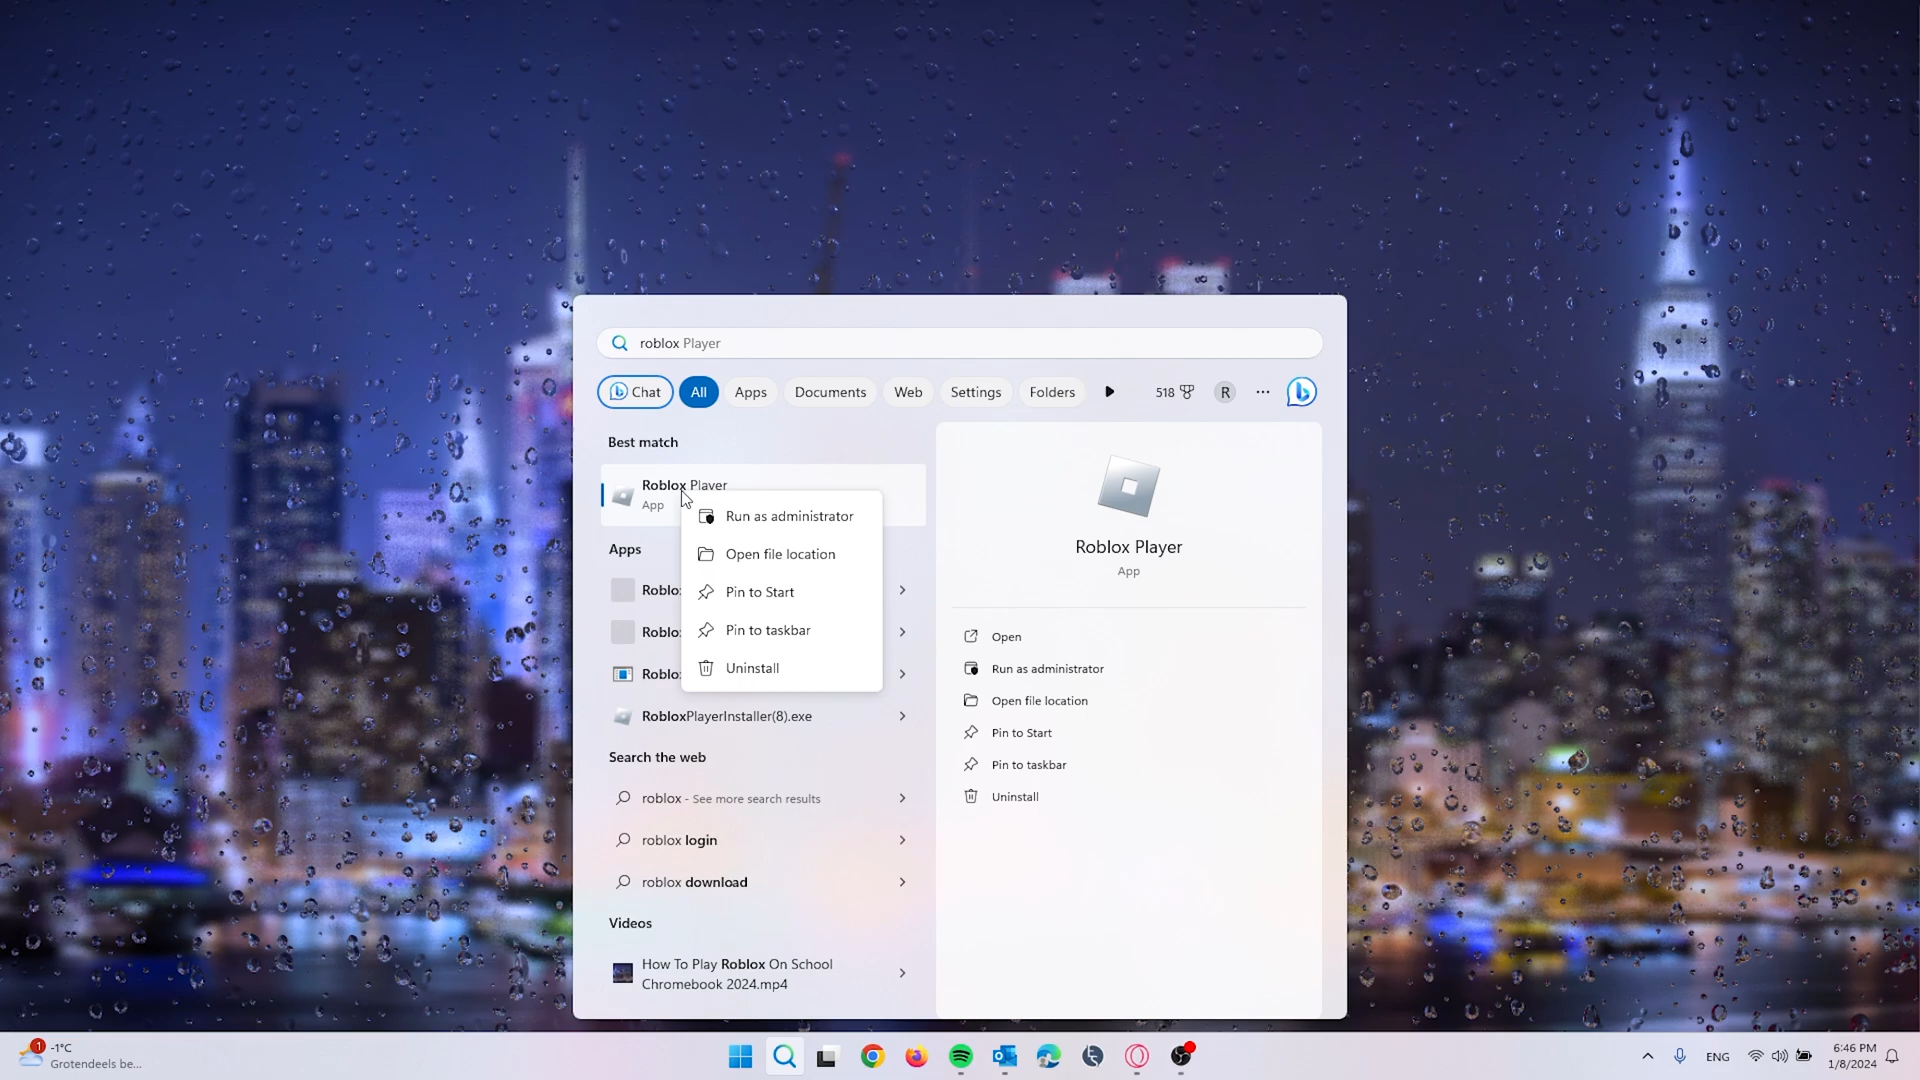 roblox Player
Chat
All
Apps
Documents
Web
Settings
Folders
518
R
Best match
Roblox Player
App
Run as administrator
Open file location
Pin to Start
Pin to taskbar
Uninstall
Apps
Roblo
Roblo
Roblo
RobloxPlayerInstaller(8).exe
Search the web
roblox - See more search results
roblox login
roblox download
Videos
How To Play Roblox On School
Chromebook 2024.mp4
Roblox Player
App
Open
Run as administrator
Open file location
Pin to Start
Pin to taskbar
Uninstall
1
-1°C
Grotendeels be...
ENG
6:46 PM
1/8/2024